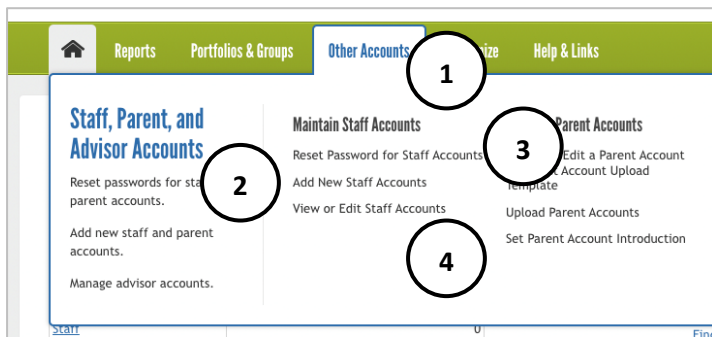 Reports Portfolios & Groups Other Accounts ize Help & Links
1
Staff, Parent, and
Advisor Accounts
Reset passwords for sta
parent accounts.
Add new staff and parent
accounts.
Manage advisor accounts.
2
Maintain Staff Accounts
Reset Password for Staff Accounts
Add New Staff Accounts
View or Edit Staff Accounts
3
Parent Accounts
Edit a Parent Account
Account Upload
Template
Upload Parent Accounts
Set Parent Account Introduction
4
Staff 0